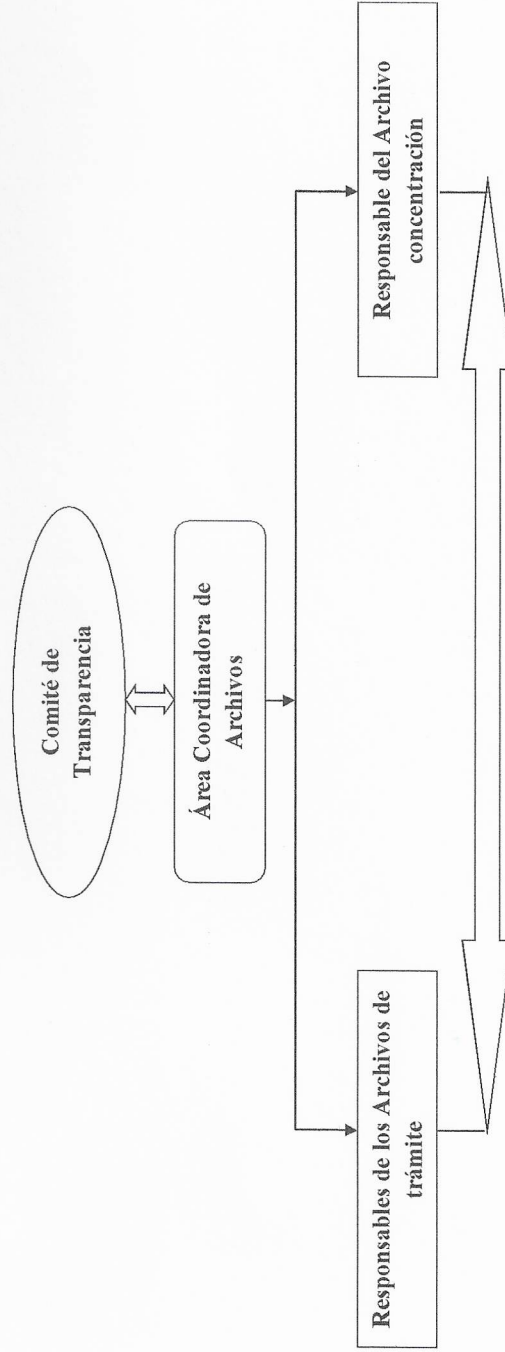 Comité de
Transparencia
Área Coordinadora de
Archivos
Responsables de los Archivos de
trámite
Responsable del Archivo
concentración